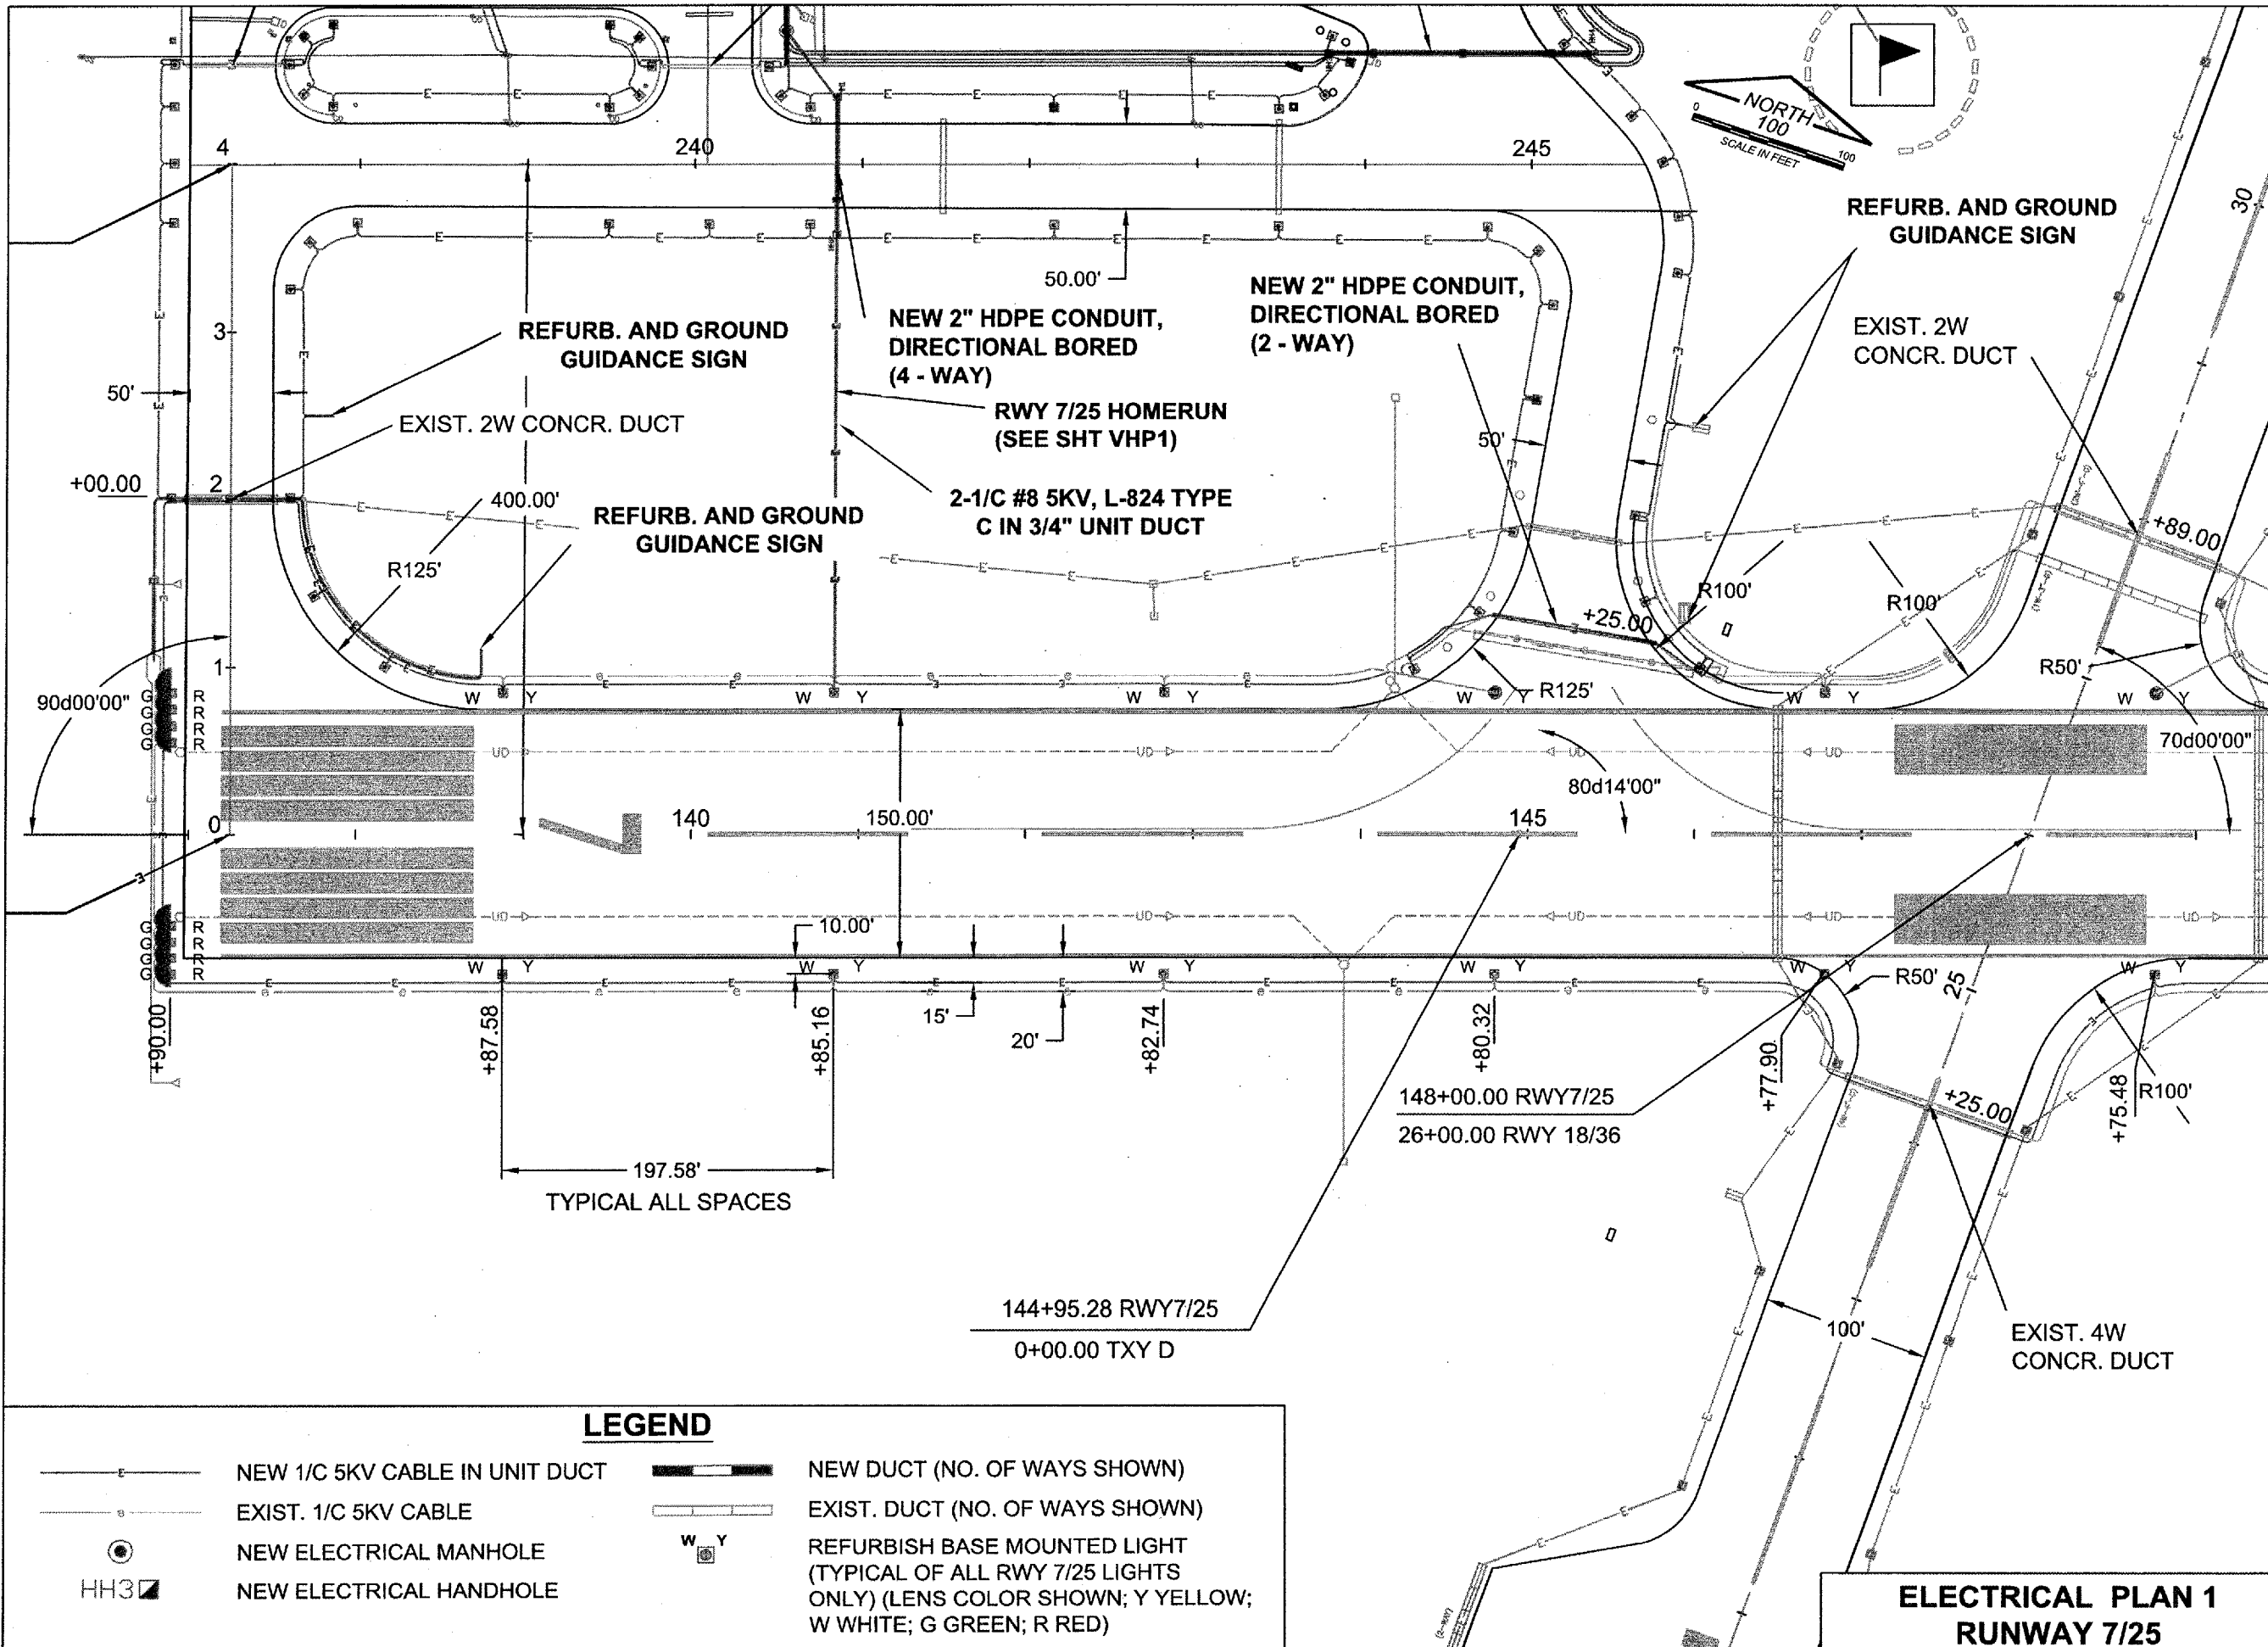 4
240
245
NORTH
0
100
100
SCALE IN FEET
30
REFURB. AND GROUND
GUIDANCE SIGN
50.00'
NEW 2" HDPE CONDUIT,
DIRECTIONAL BORED
(2 - WAY)
NEW 2" HDPE CONDUIT,
DIRECTIONAL BORED
(4 - WAY)
3
REFURB. AND GROUND
GUIDANCE SIGN
EXIST. 2W
CONCR. DUCT
50'
EXIST. 2W CONCR. DUCT
RWY 7/25 HOMERUN
(SEE SHT VHP1)
50'
+00.00
2
400.00'
REFURB. AND GROUND
GUIDANCE SIGN
2-1/C #8 5KV, L-824 TYPE
C IN 3/4" UNIT DUCT
+89.00
R125'
R100'
R100'
+25.00
1
R50'
90d00'00"
G R
G R
G R
G R
W Y
W Y
W Y
W Y
R125'
W Y
W Y
UD
UD
UD
UD
70d00'00"
80d14'00"
0
140
150.00'
145
10.00'
UD
UD
UD
UD
UD
G R
G R
G R
G R
W Y
W Y
W Y
W Y
W Y
W Y
R50'
25
15'
20'
+90.00
+87.58
+85.16
+82.74
+80.32
+77.90
+75.48
R100'
+25.00
148+00.00 RWY7/25
26+00.00 RWY 18/36
197.58'
TYPICAL ALL SPACES
144+95.28 RWY7/25
0+00.00 TXY D
100'
EXIST. 4W
CONCR. DUCT
LEGEND
E NEW 1/C 5KV CABLE IN UNIT DUCT
e EXIST. 1/C 5KV CABLE
NEW ELECTRICAL MANHOLE
HH3 NEW ELECTRICAL HANDHOLE
NEW DUCT (NO. OF WAYS SHOWN)
EXIST. DUCT (NO. OF WAYS SHOWN)
W Y REFURBISH BASE MOUNTED LIGHT
(TYPICAL OF ALL RWY 7/25 LIGHTS
ONLY) (LENS COLOR SHOWN; Y YELLOW;
W WHITE; G GREEN; R RED)
ELECTRICAL PLAN 1
RUNWAY 7/25